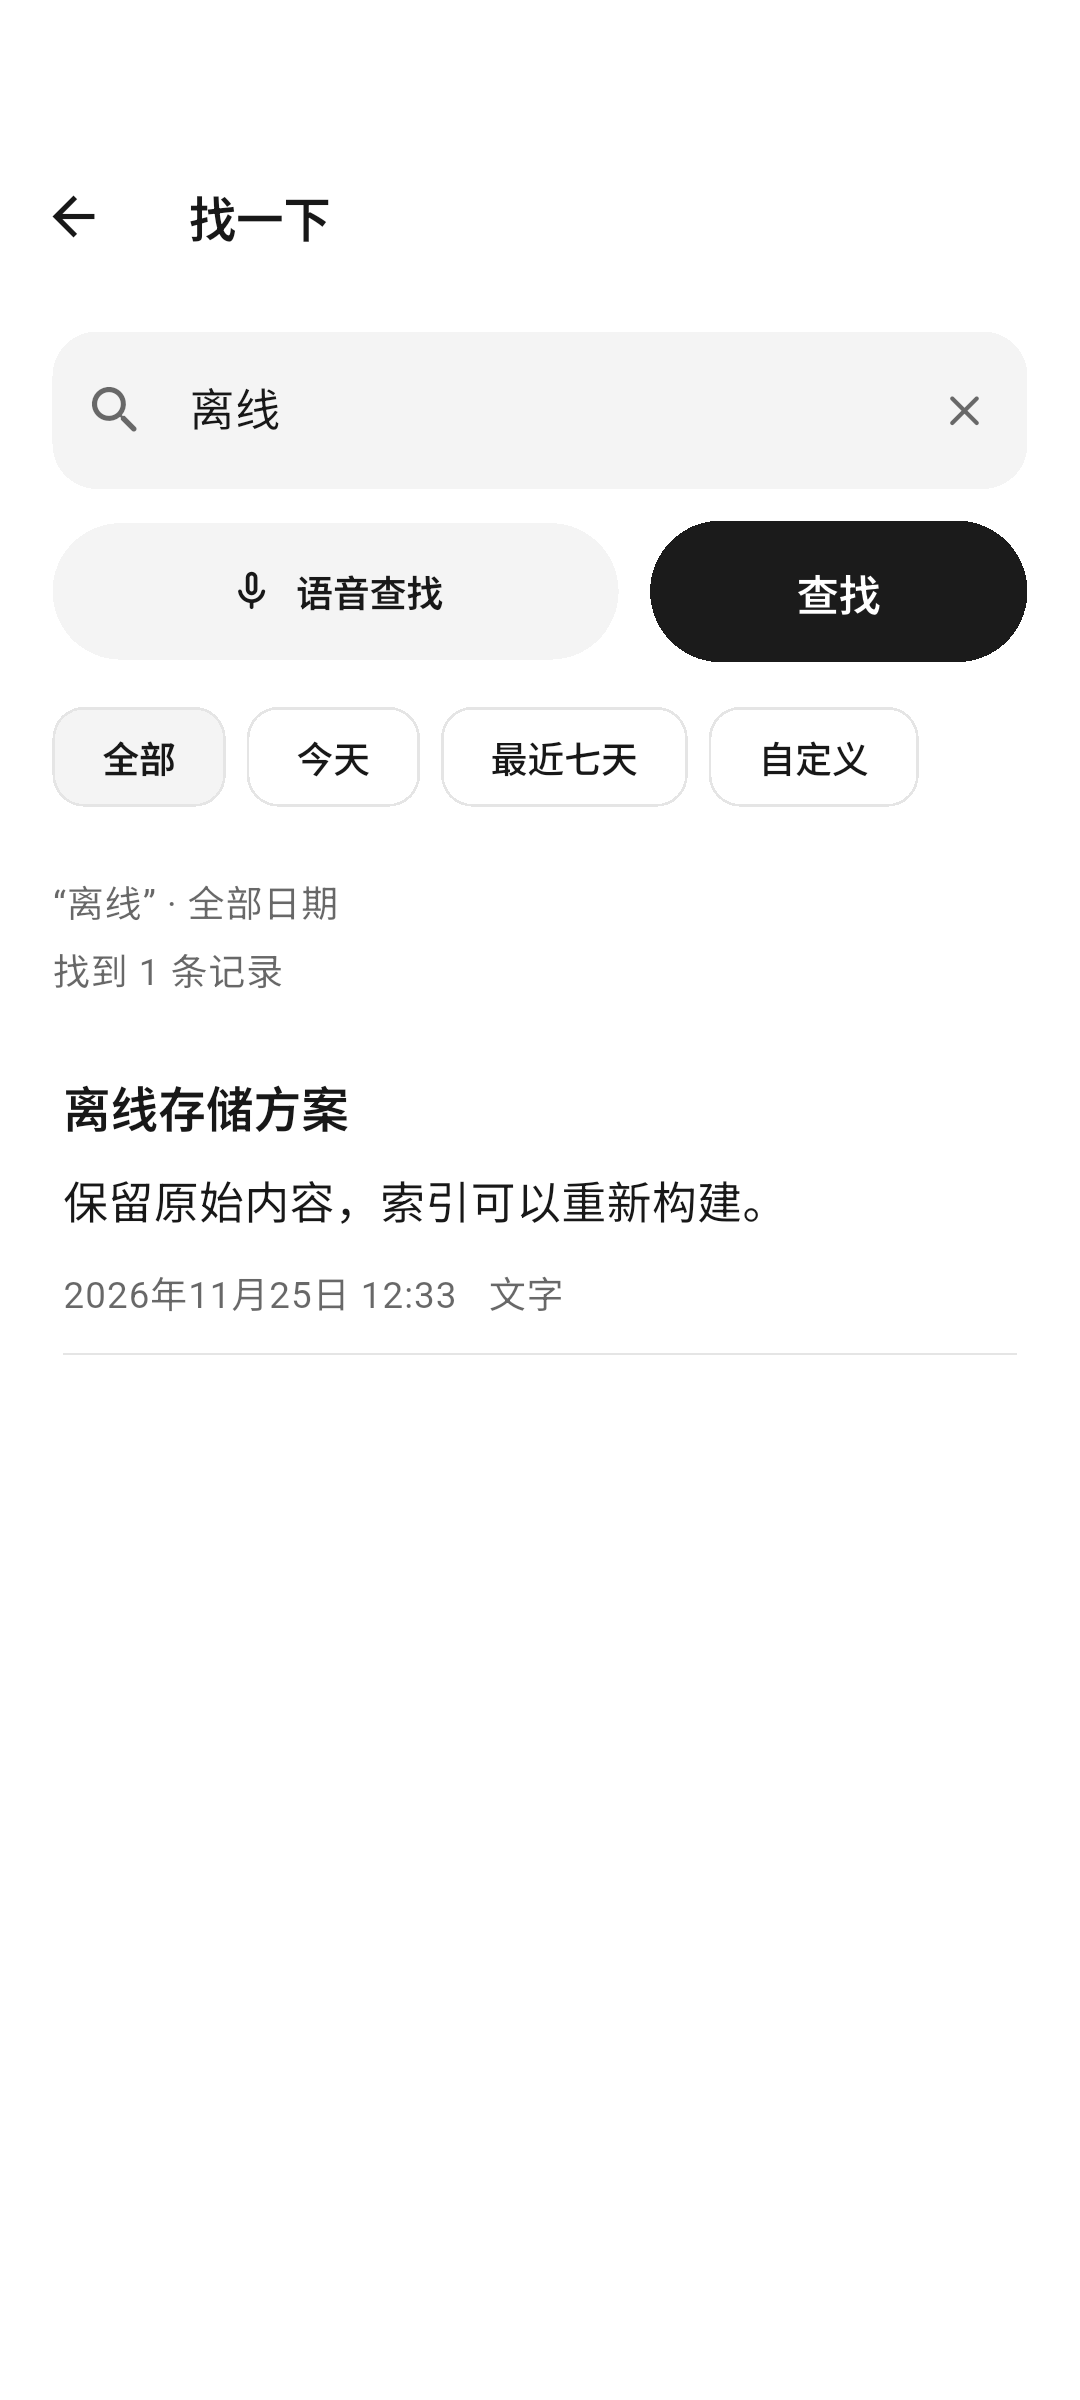 找一下
离线
语音查找
查找
全部 今天 最近七天 自定义
“离线” · 全部日期
找到 1 条记录
离线存储方案
保留原始内容，索引可以重新构建。
2026年11月25日 12:33 文字